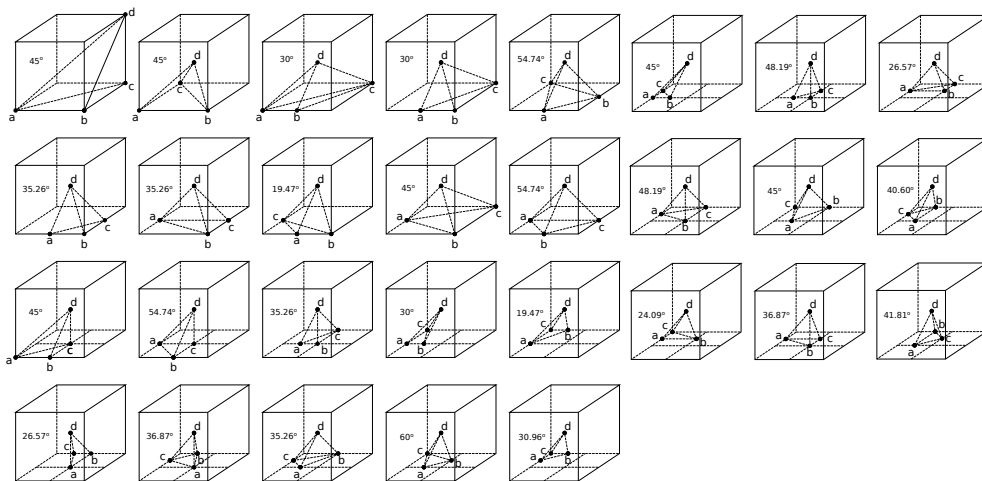 d d d d d d d d
45° 45° 30° 30° 54.74° 45° 48.19° 26.57°
c c c c c c c c
a b a b a b a b a b a b a b a b
d d d d d d d d
35.26° 35.26° 19.47° 45° 54.74° 48.19° 45° 40.60°
a b c a b c a b c a b c a b c a b c a b c a b c
d d d d d d d d
45° 54.74° 35.26° 30° 19.47° 24.09° 36.87° 41.81°
a b c a b c a b c a b c a b c a b c a b c a b c
d d d d d
26.57° 36.87° 35.26° 60° 30.96°
c b a c b a c b a c b a c b a